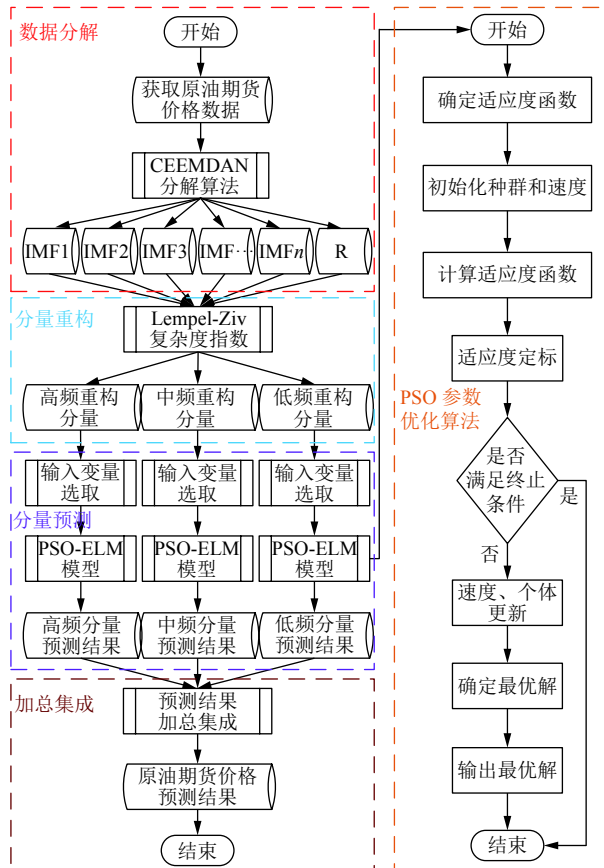 数据分解
开始
获取原油期货
价格数据
CEEMDAN
分解算法
IMF1
IMF2
IMF3
IMF…
IMFn
R
分量重构
Lempel-Ziv
复杂度指数
高频重构
分量
中频重构
分量
低频重构
分量
分量预测
输入变量
选取
输入变量
选取
输入变量
选取
PSO-ELM
模型
PSO-ELM
模型
PSO-ELM
模型
高频分量
预测结果
中频分量
预测结果
低频分量
预测结果
加总集成
预测结果
加总集成
原油期货价格
预测结果
结束
PSO 参数
优化算法
开始
确定适应度函数
初始化种群和速度
计算适应度函数
适应度定标
是否
满足终止
条件
是
否
速度、个体
更新
确定最优解
输出最优解
结束